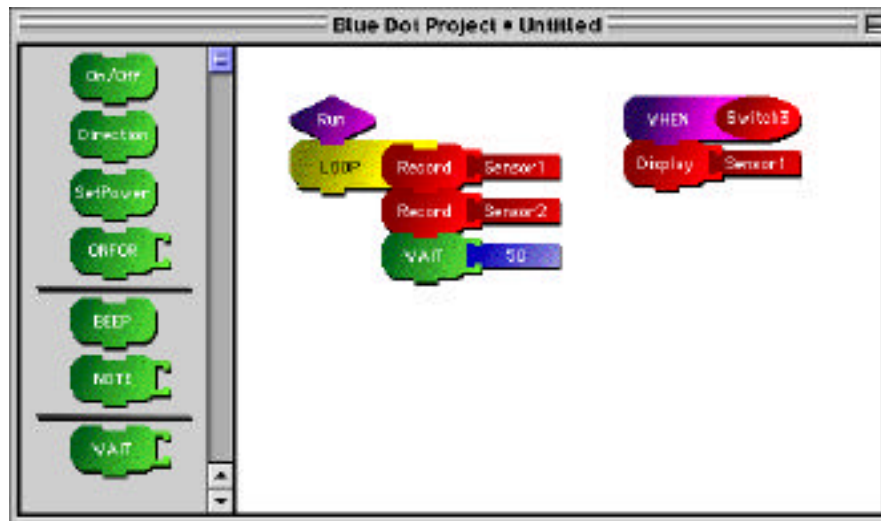 Blue Dot Project • Untitled
On/Off
Direction
SetPower
ONFOR
BEEP
NOTE
WAIT
Run
LOOP Record Sensor1
Record Sensor2
WAIT 50
WHEN Switch3
Display Sensor1